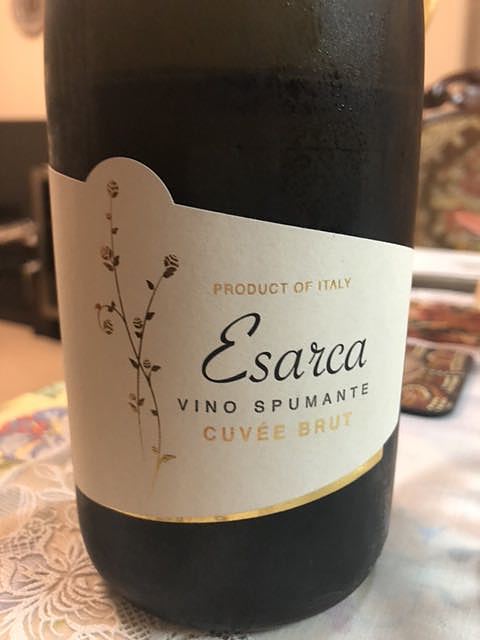 PRODUCT OF ITALY
Esarca
VINO SPUMANTE
CUVÉE BRUT